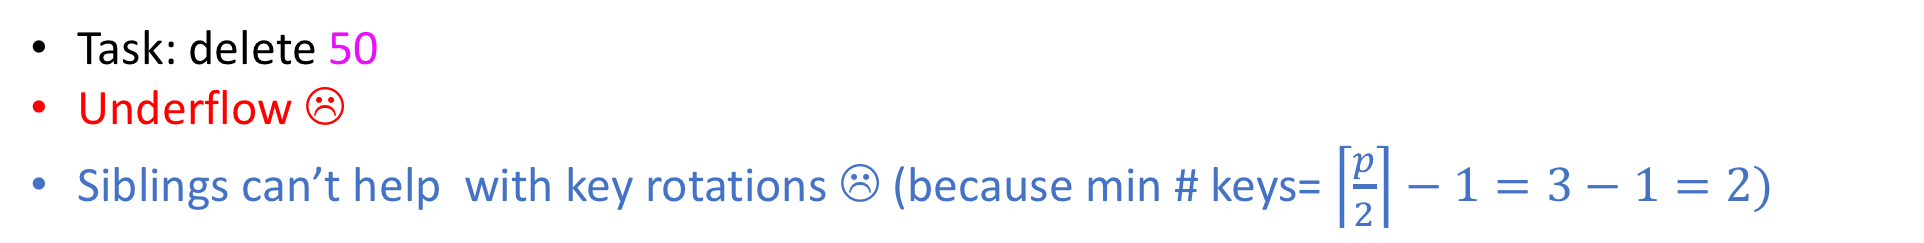 • Task: delete 50
• Underflow ☹
• Siblings can’t help  with key rotations ☹ (because min # keys= ⌈p/2⌉ − 1 = 3 − 1 = 2)